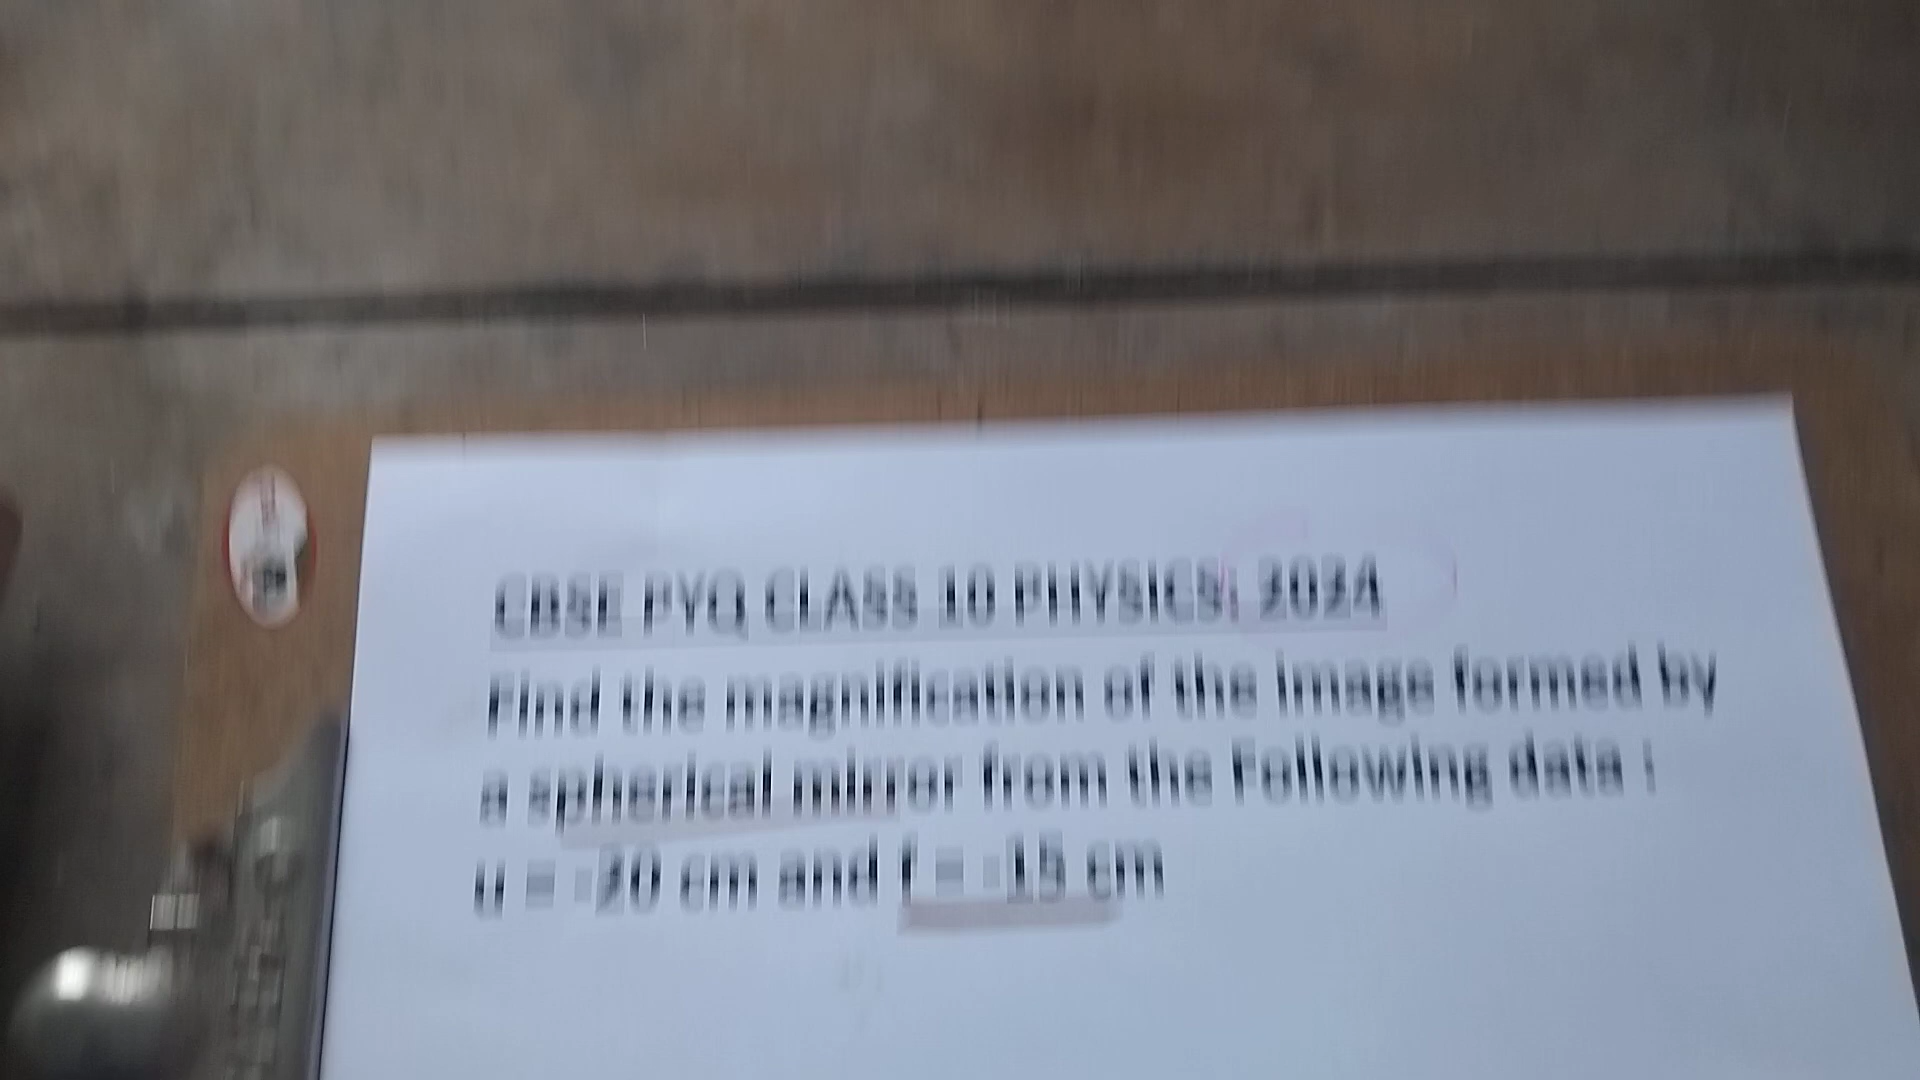 CBSE PYQ CLASS 10 PHYSICS: 2024
Find the magnification of the image formed by
a spherical mirror from the Following data :
u = -20 cm and f = -15 cm